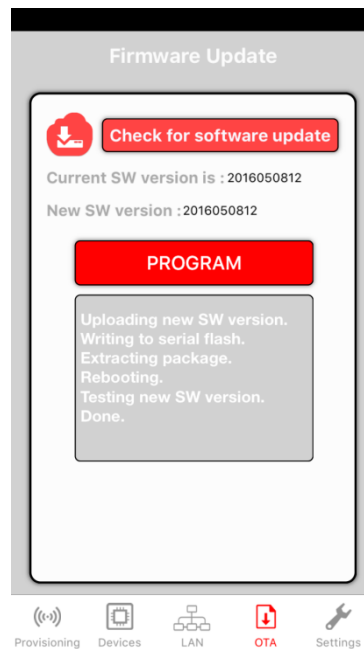 Firmware Update
Check for software update
Current SW version is : 2016050812
New SW version : 2016050812
PROGRAM
Uploading new SW version.
Writing to serial flash.
Extracting package.
Rebooting.
Testing new SW version.
Done.
Provisioning Devices LAN OTA Settings